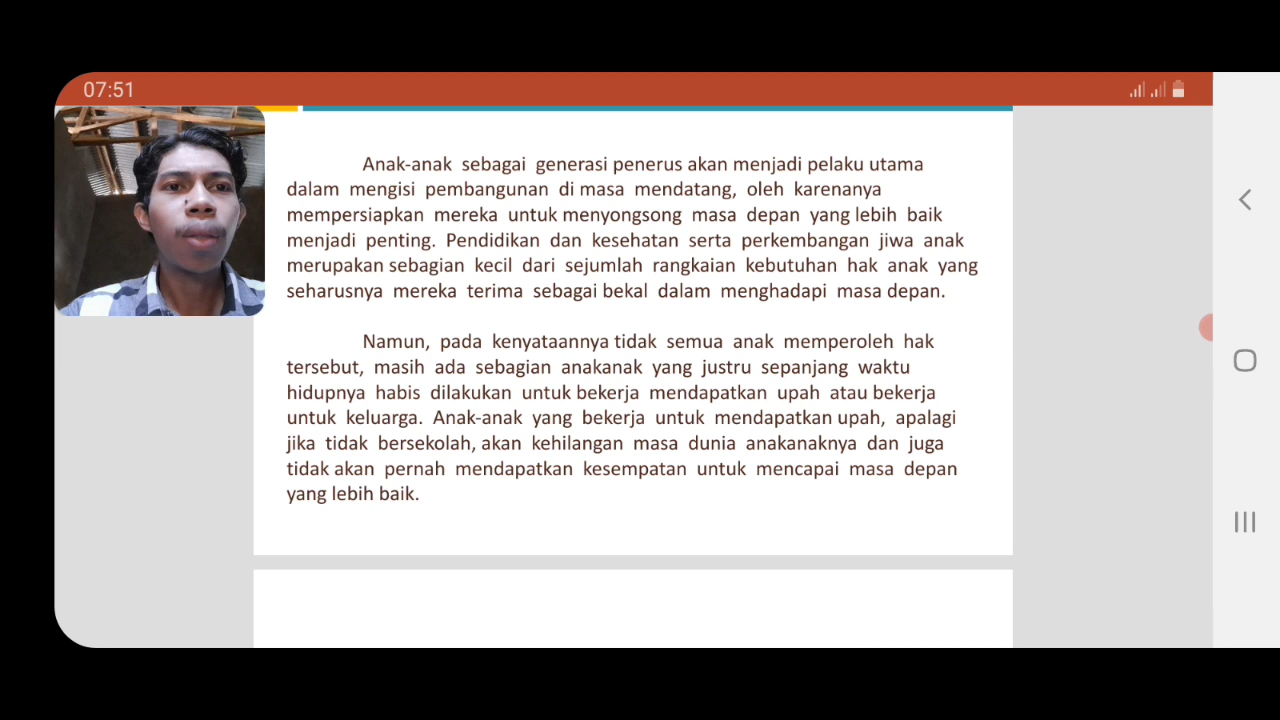 07:51
Anak-anak sebagai generasi penerus akan menjadi pelaku utama
dalam mengisi pembangunan di masa mendatang, oleh karenanya
mempersiapkan mereka untuk menyongsong masa depan yang lebih baik
menjadi penting. Pendidikan dan kesehatan serta perkembangan jiwa anak
merupakan sebagian kecil dari sejumlah rangkaian kebutuhan hak anak yang
seharusnya mereka terima sebagai bekal dalam menghadapi masa depan.
Namun, pada kenyataannya tidak semua anak memperoleh hak
tersebut, masih ada sebagian anakanak yang justru sepanjang waktu
hidupnya habis dilakukan untuk bekerja mendapatkan upah atau bekerja
untuk keluarga. Anak-anak yang bekerja untuk mendapatkan upah, apalagi
jika tidak bersekolah, akan kehilangan masa dunia anakanaknya dan juga
tidak akan pernah mendapatkan kesempatan untuk mencapai masa depan
yang lebih baik.